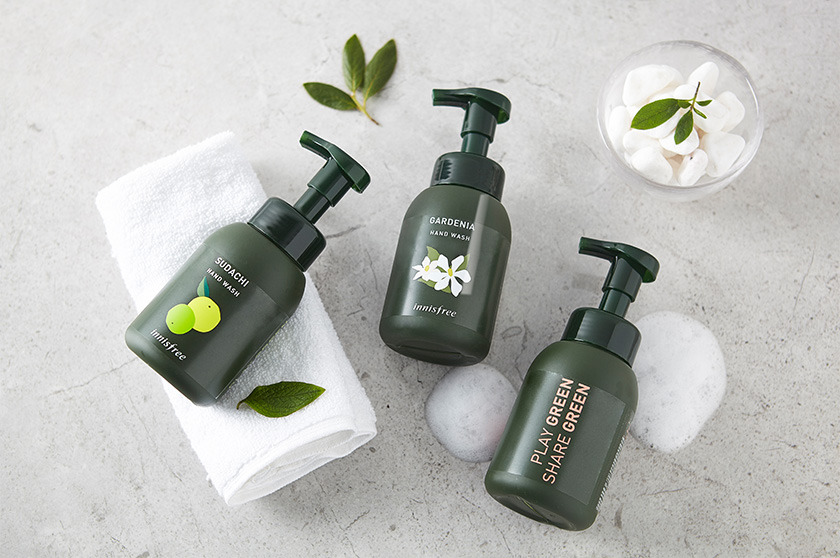 SUDACHI
HAND WASH
innisfree
GARDENIA
HAND WASH
innisfree
PLAY GREEN
SHARE GREEN